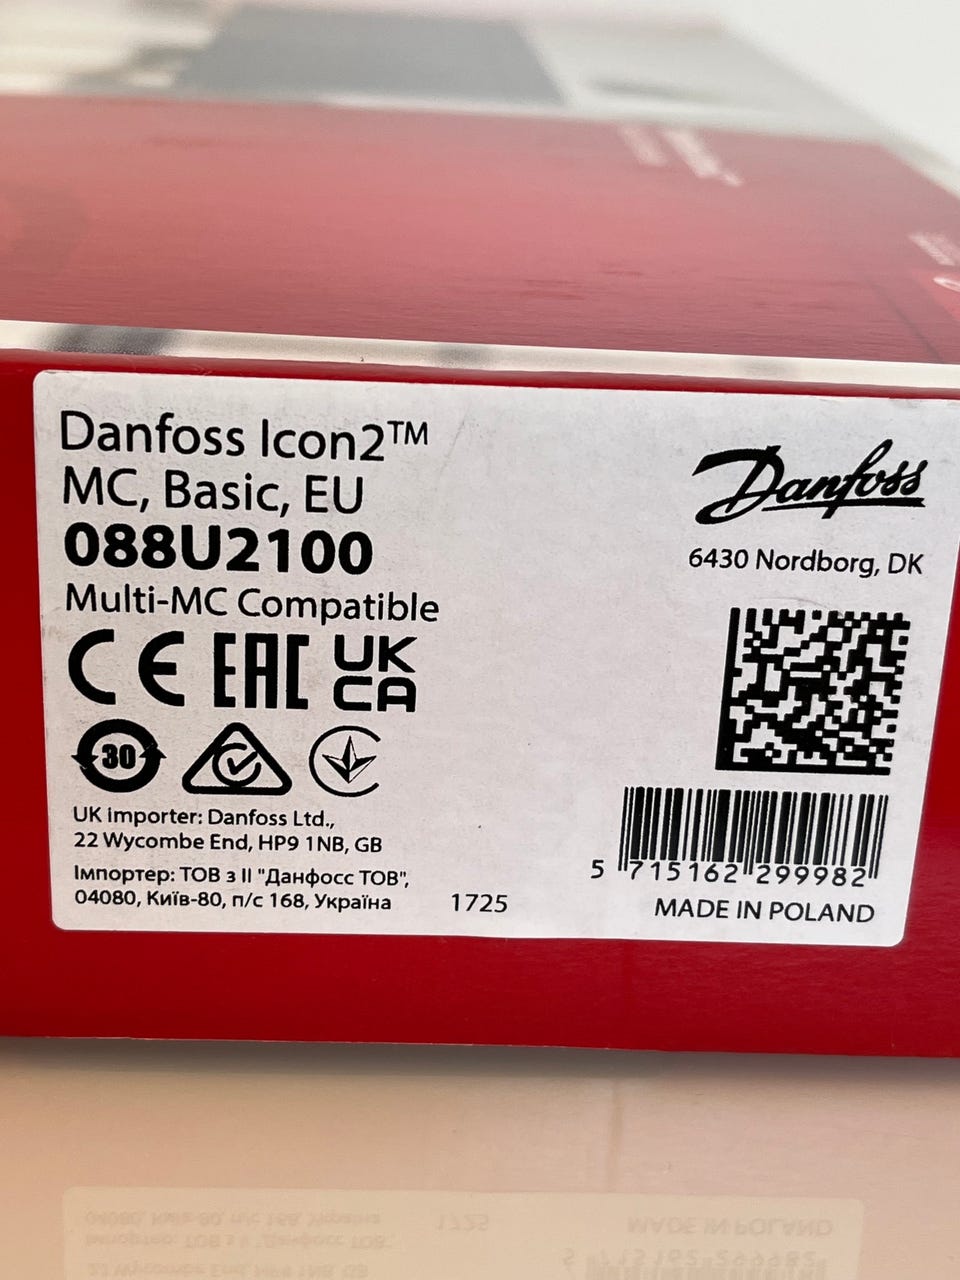 Danfoss Icon2™
MC, Basic, EU
088U2100
Multi-MC Compatible
CE EAC UK
CA
30
UK importer: Danfoss Ltd.,
22 Wycombe End, HP9 1NB, GB
Імпортер: ТОВ з ІІ "Данфосс ТОВ",
04080, Київ-80, п/с 168, Україна
1725
Danfoss
6430 Nordborg, DK
5 715162 299982
MADE IN POLAND